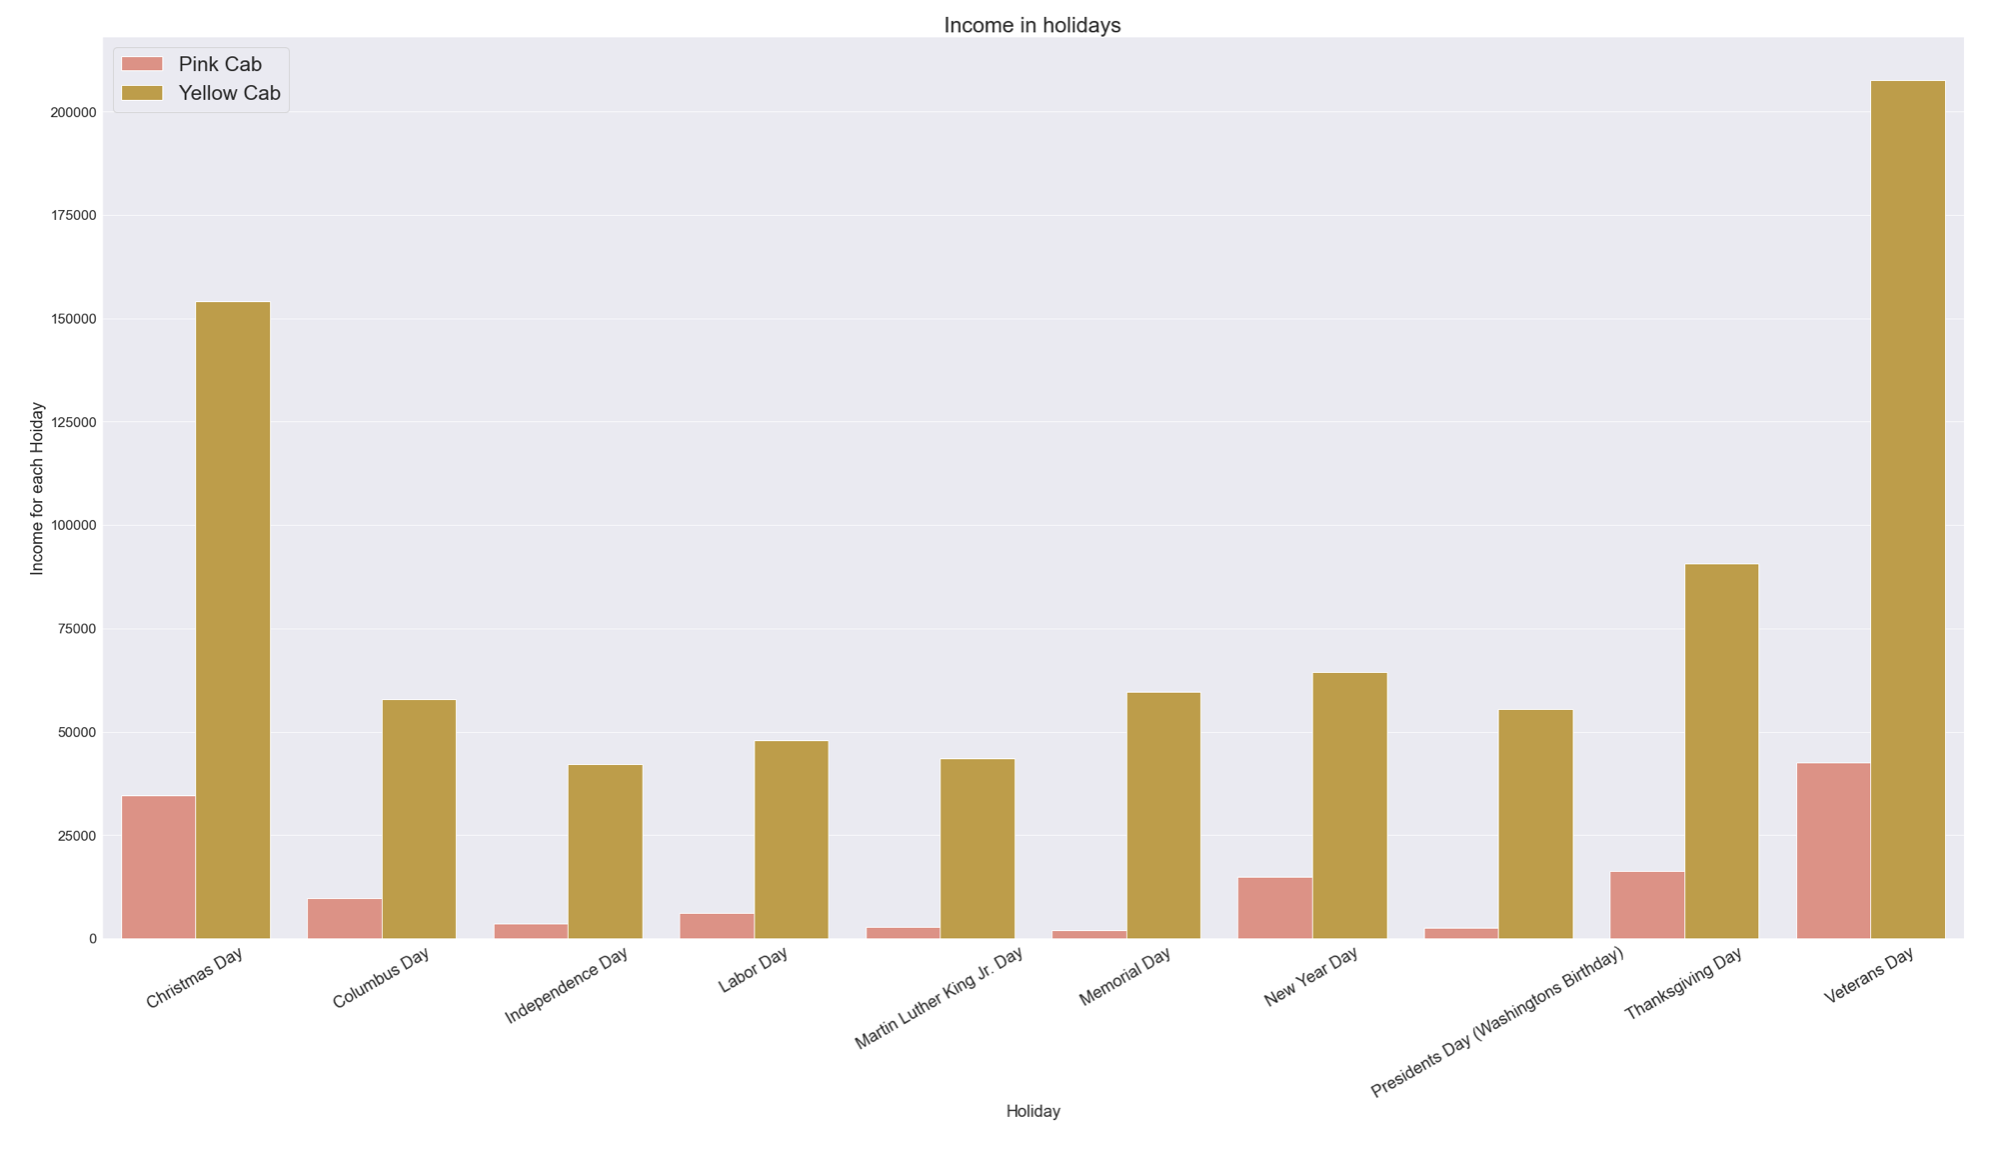 Income in holidays
Pink Cab
Yellow Cab
200000
175000
150000
125000
100000
75000
50000
25000
0
Income for each Hoiday
Christmas Day
Columbus Day
Independence Day
Labor Day
Martin Luther King Jr. Day
Memorial Day
New Year Day
Presidents Day (Washingtons Birthday)
Thanksgiving Day
Veterans Day
Holiday